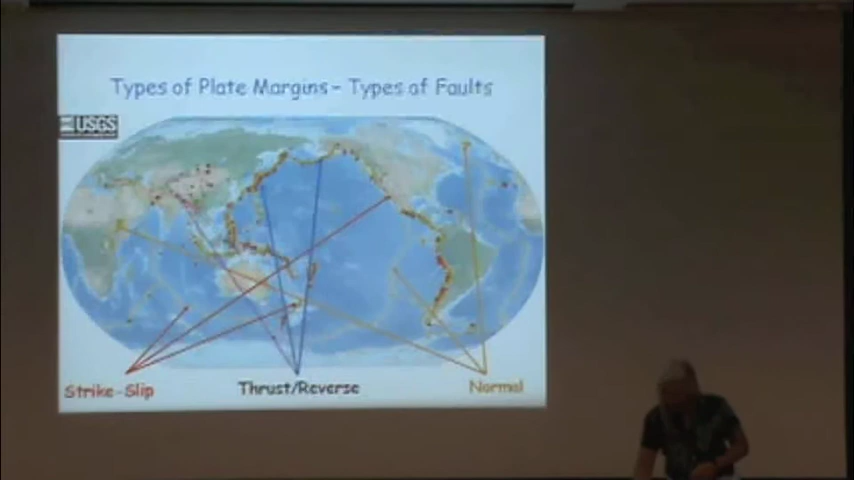 Types of Plate Margins - Types of Faults
USGS
Strike-Slip
Thrust/Reverse
Normal